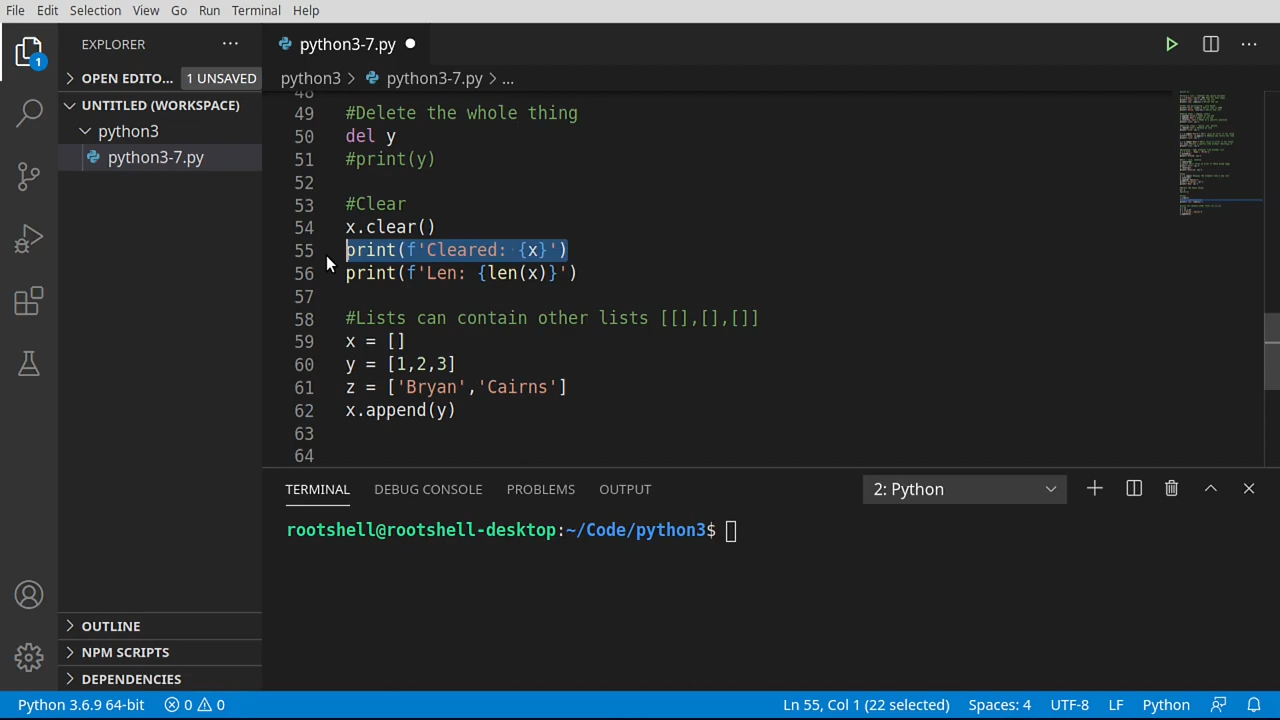 File Edit Selection View Go Run Terminal Help
1
EXPLORER
OPEN EDITO... 1 UNSAVED
UNTITLED (WORKSPACE)
python3
python3-7.py
OUTLINE
NPM SCRIPTS
DEPENDENCIES
python3-7.py
python3 > python3-7.py > ...
48
49 #Delete the whole thing
50 del y
51 #print(y)
52
53 #Clear
54 x.clear()
55 print(f'Cleared: {x}')
56 print(f'Len: {len(x)}')
57
58 #Lists can contain other lists [[],[],[]]
59 x = []
60 y = [1,2,3]
61 z = ['Bryan','Cairns']
62 x.append(y)
63
64
TERMINAL DEBUG CONSOLE PROBLEMS OUTPUT 2: Python
rootshell@rootshell-desktop:~/Code/python3$
Python 3.6.9 64-bit 0 0 Ln 55, Col 1 (22 selected) Spaces: 4 UTF-8 LF Python